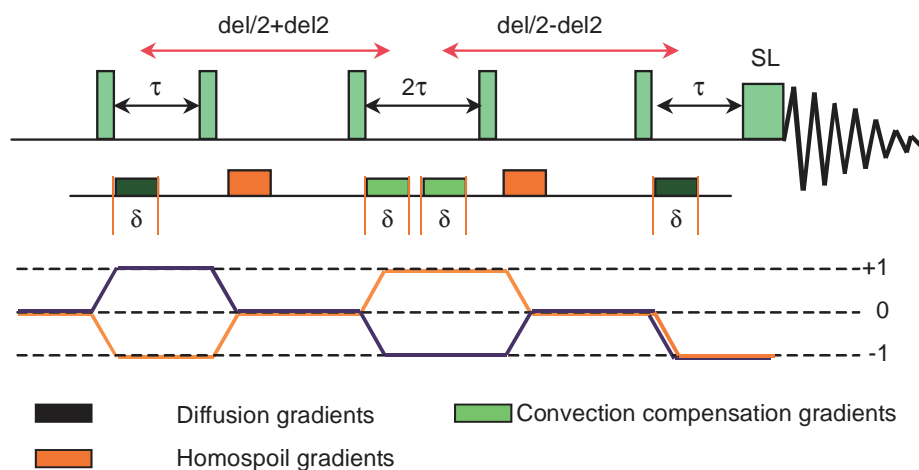 del/2+del2
del/2-del2
SL
τ
2τ
τ
δ
δ
δ
δ
+1
0
-1
Diffusion gradients
Convection compensation gradients
Homospoil gradients